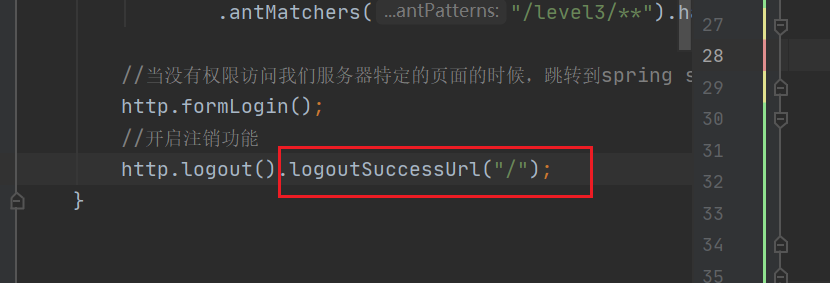 .antMatchers( ...antPatterns: "/level3/**").ha
//当没有权限访问我们服务器特定的页面的时候，跳转到spring s
http.formLogin();
//开启注销功能
http.logout().logoutSuccessUrl("/");
}
27
28
29
30
31
32
33
34
35